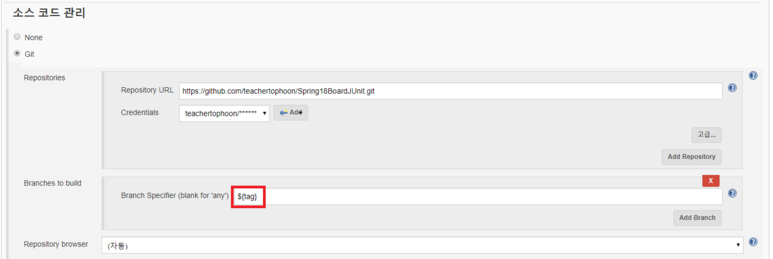 소스 코드 관리
None
Git
Repositories
Repository URL https://github.com/teachertophoon/Spring18BoardJUnit.git
Credentials teachertophoon/****** Add
고급...
Add Repository
Branches to build
X
Branch Specifier (blank for 'any') ${tag}
Add Branch
Repository browser (자동)